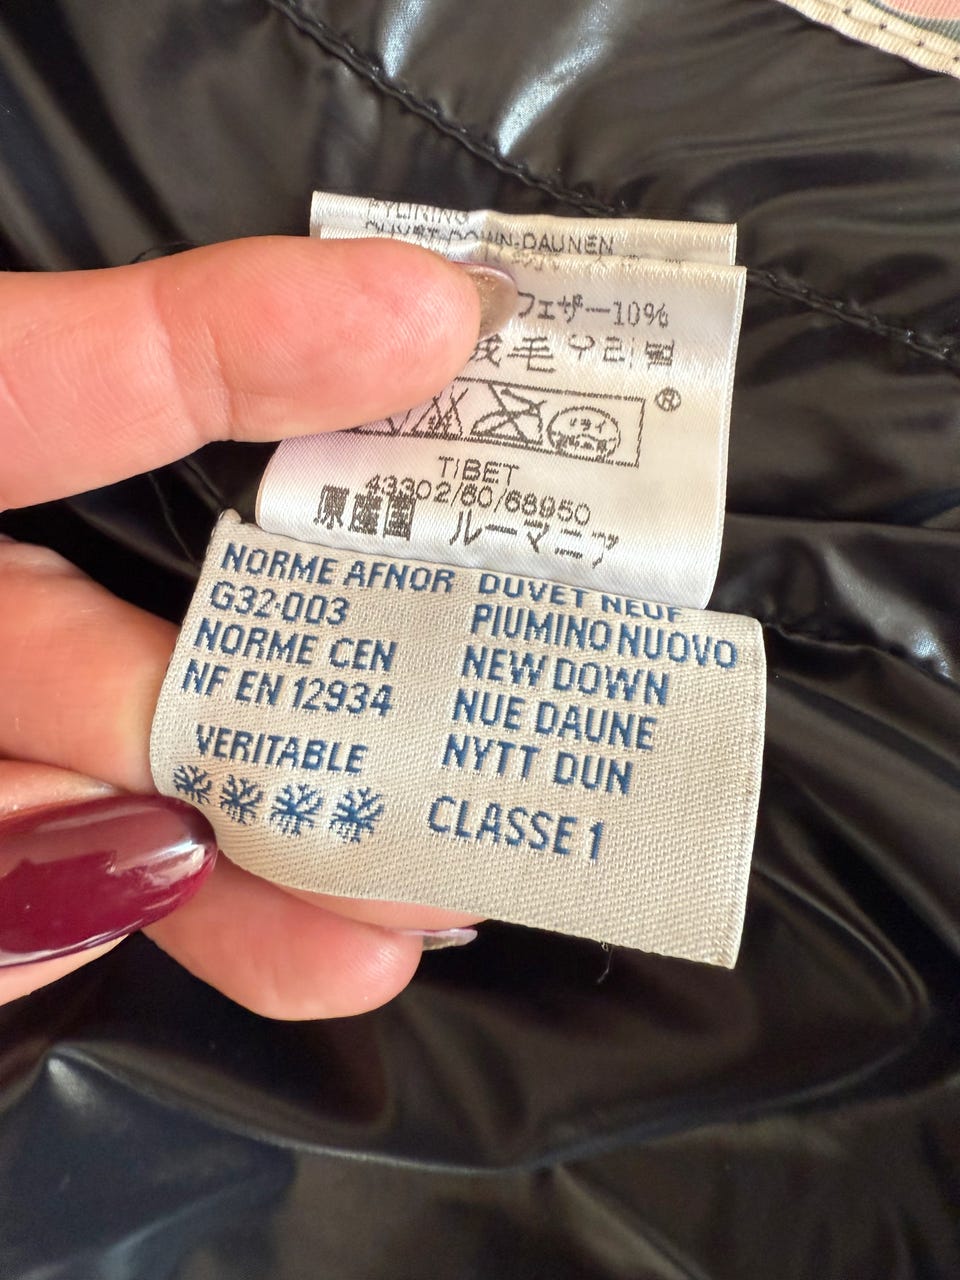 DUVET-DOWN-DAUNEN
フェザー10%
毛
®
TIBET
43302/80/68950
原産国 ルーマニア
NORME AFNOR
G32·003
NORME CEN
NF EN 12934
VERITABLE
DUVET NEUF
PIUMINO NUOVO
NEW DOWN
NUE DAUNE
NYTT DUN
CLASSE 1